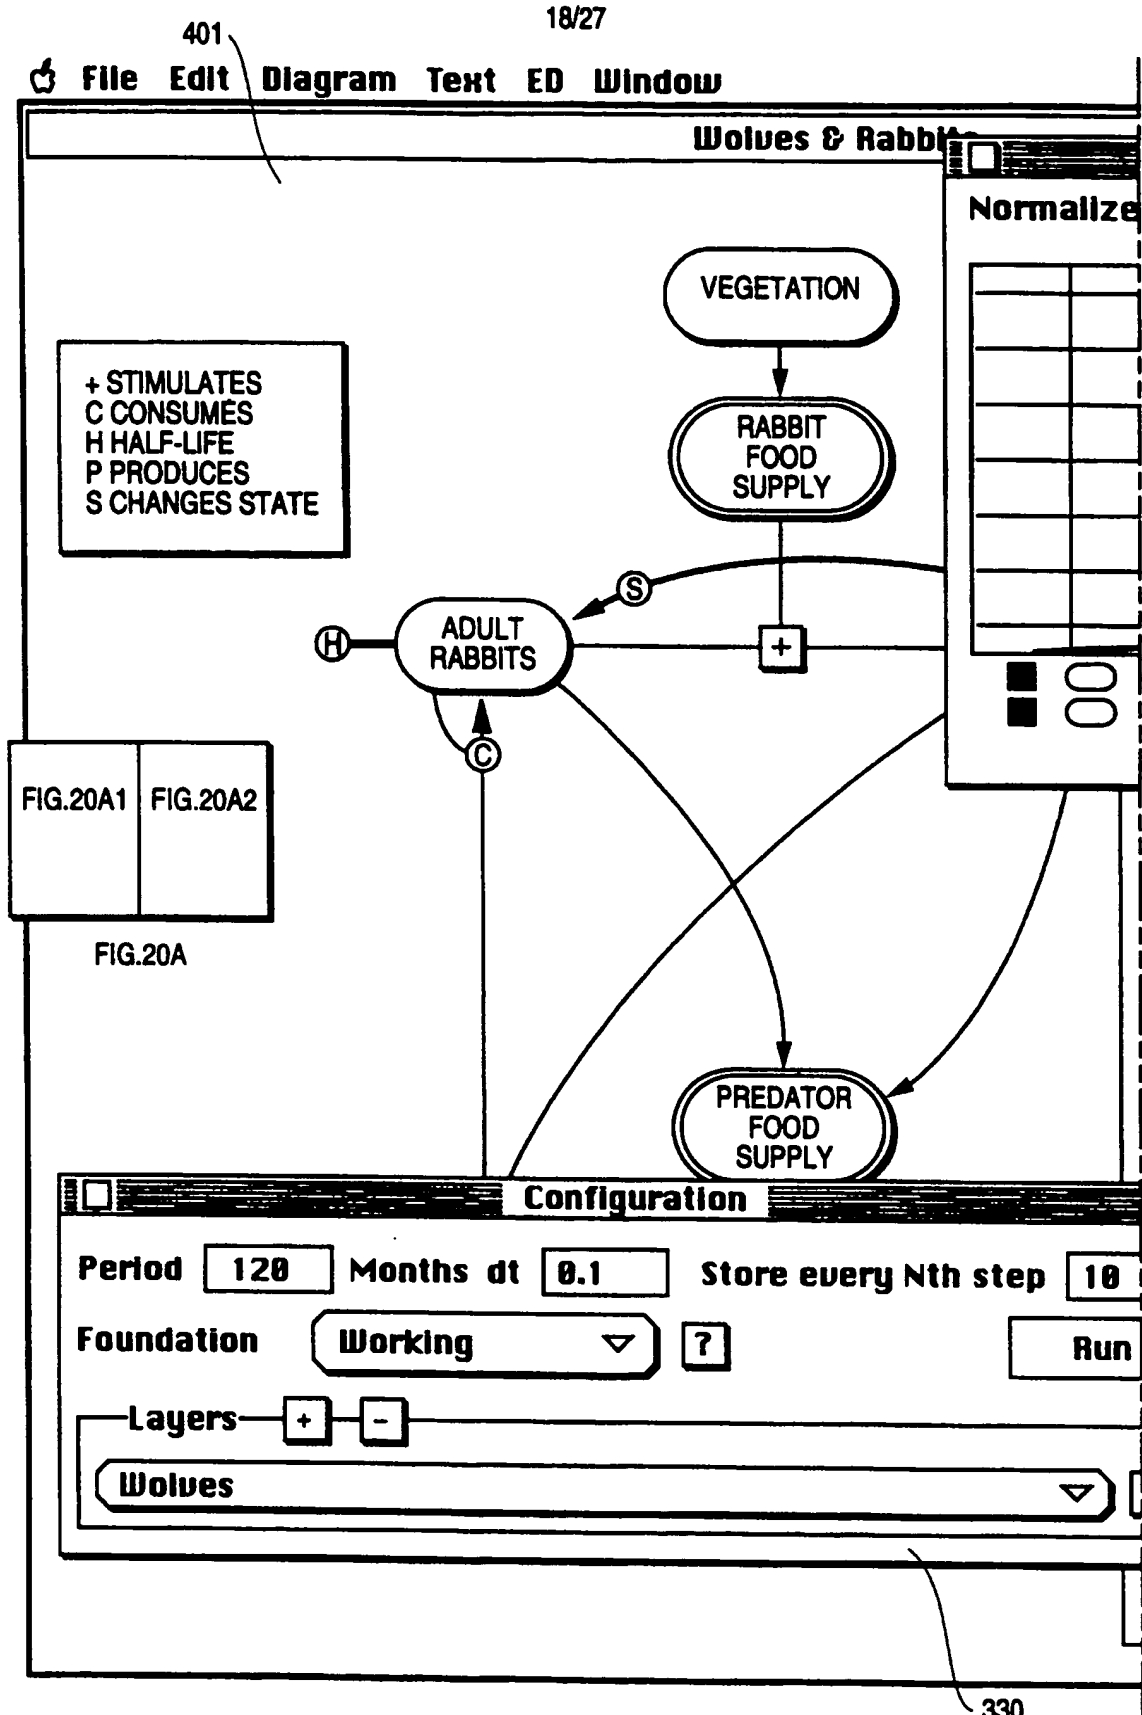 18/27
401
File Edit Diagram Text ED Window
Wolves & Rabbits
Normalize
VEGETATION
+ STIMULATES
C CONSUMES
H HALF-LIFE
P PRODUCES
S CHANGES STATE
RABBIT
FOOD
SUPPLY
S
H
ADULT
RABBITS
+
C
FIG.20A1 FIG.20A2
FIG.20A
PREDATOR
FOOD
SUPPLY
Configuration
Period 120 Months dt 0.1 Store every Nth step 10
Foundation Working ? Run
Layers + -
Wolves
330